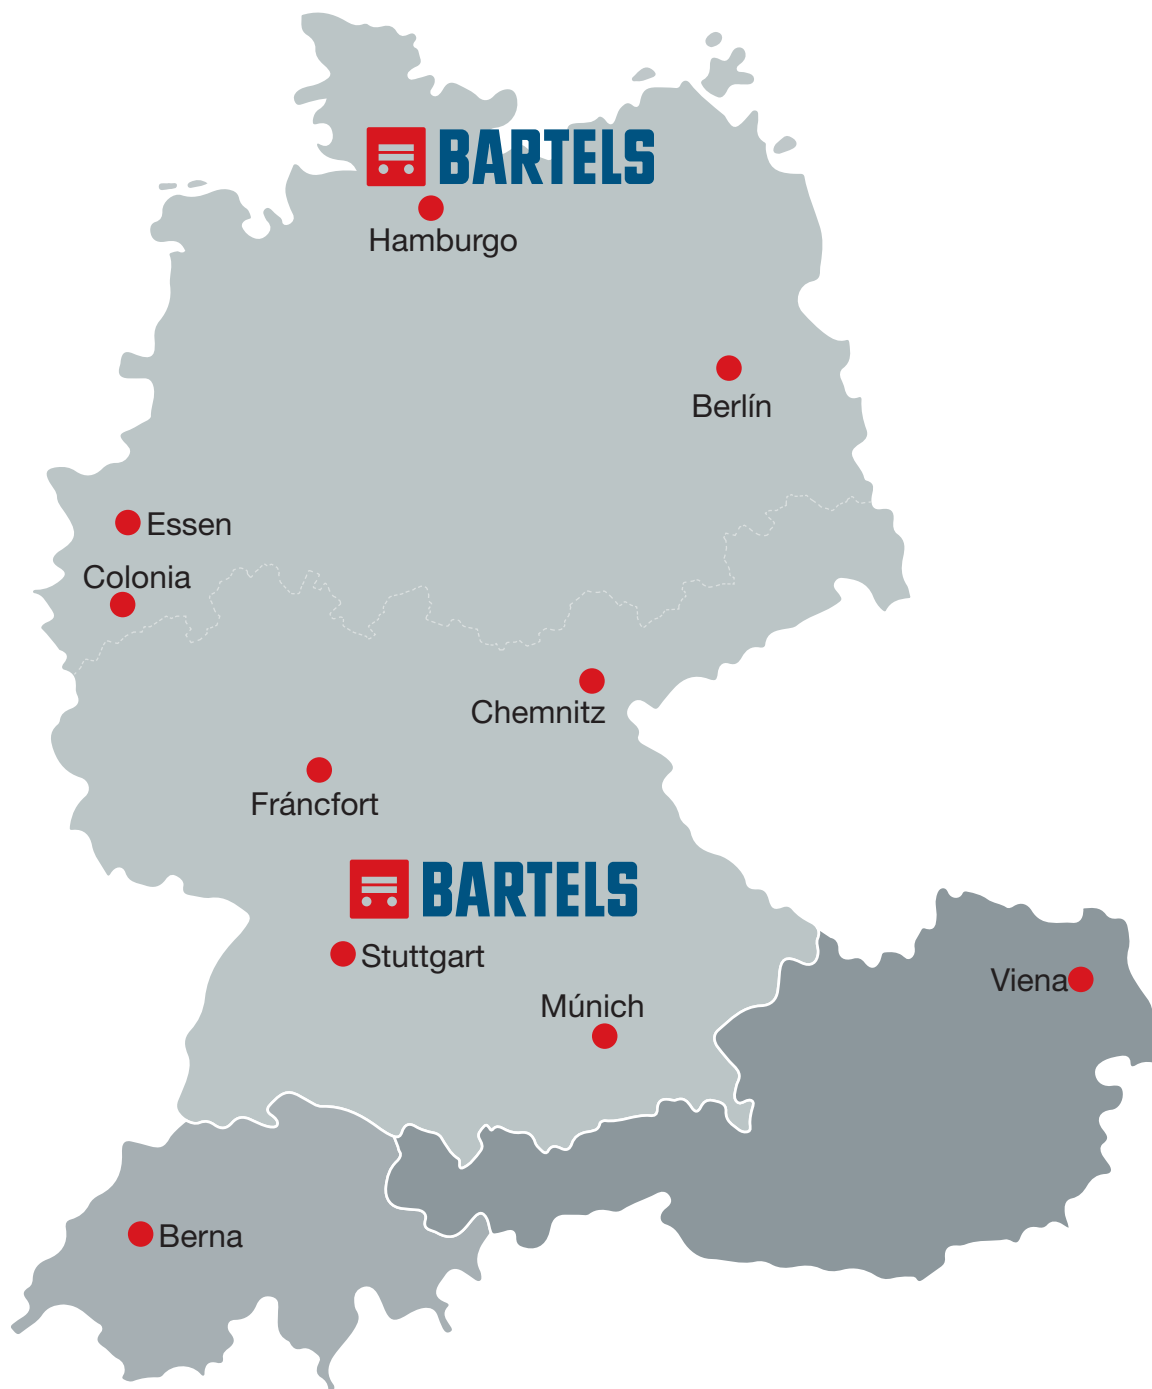 BARTELS
Hamburgo
Berlín
Essen
Colonia
Chemnitz
Fráncfort
BARTELS
Stuttgart
Viena
Múnich
Berna